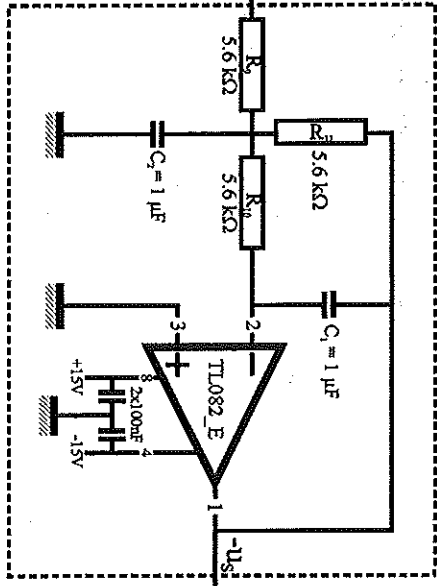 R₉
5.6 kΩ
R₁₁
5.6 kΩ
R₁₀
5.6 kΩ
C₂ = 1 µF
C₁ = 1 µF
3
2
+
−
TL082_E
8
+15V
2x100nF
4
-15V
1
-uₛ